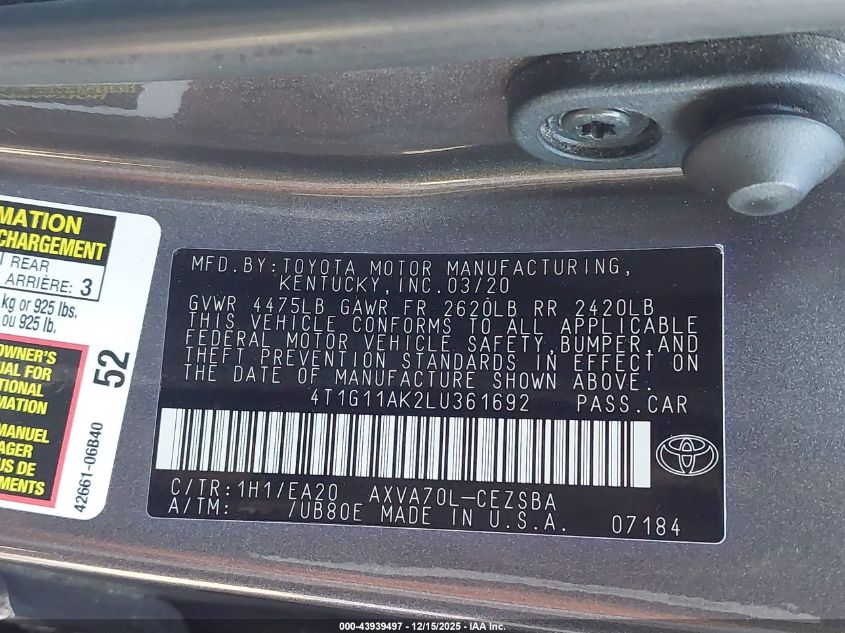 MATION
CHARGEMENT
REAR
ARRIÈRE: 3
kg or 925 lbs.
ou 925 lb.
OWNER'S
UAL FOR
TIONAL
MATION
MANUEL
AGER
US DE
EMENTS
52
42661-06B40
MFD.BY:TOYOTA MOTOR MANUFACTURING,
KENTUCKY, INC.03/20
GVWR 4475LB GAWR FR 2620LB RR 2420LB
THIS VEHICLE CONFORMS TO ALL APPLICABLE
FEDERAL MOTOR VEHICLE SAFETY,BUMPER,AND
THEFT PREVENTION STANDARDS IN EFFECT ON
THE DATE OF MANUFACTURE SHOWN ABOVE.
4T1G11AK2LU361692 PASS.CAR
C/TR:1H1/EA20 AXVA70L-CEZSBA
A/TM: -/UB80E MADE IN U.S.A. 07184
000-43939497 - 12/15/2025 - IAA Inc.